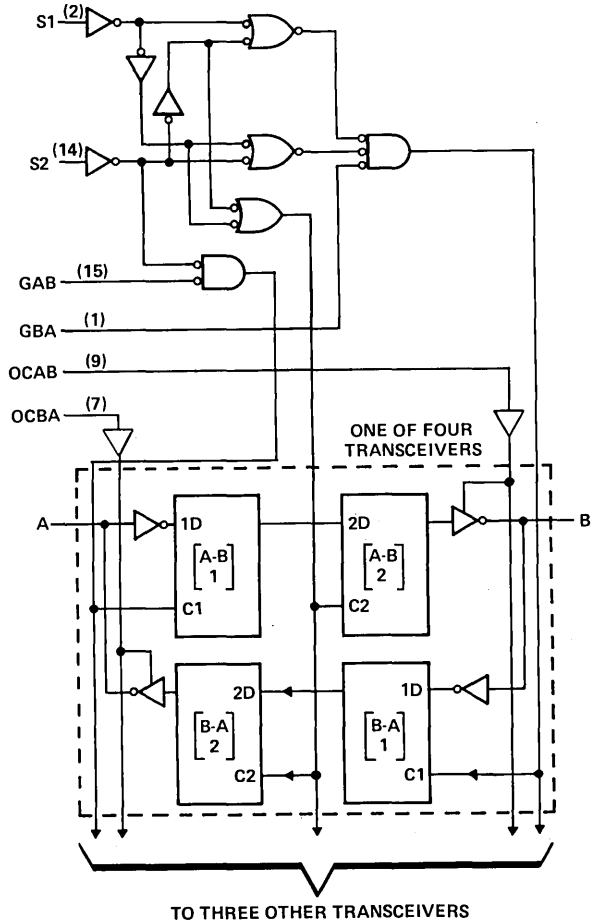 S1 (2)
S2 (14)
GAB (15)
GBA (1)
OCAB (9)
OCBA (7)
ONE OF FOUR
TRANSCEIVERS
A
1D
[A-B
1]
C1
2D
[A-B
2]
C2
B
2D
[B-A
2]
C2
1D
[B-A
1]
C1
TO THREE OTHER TRANSCEIVERS